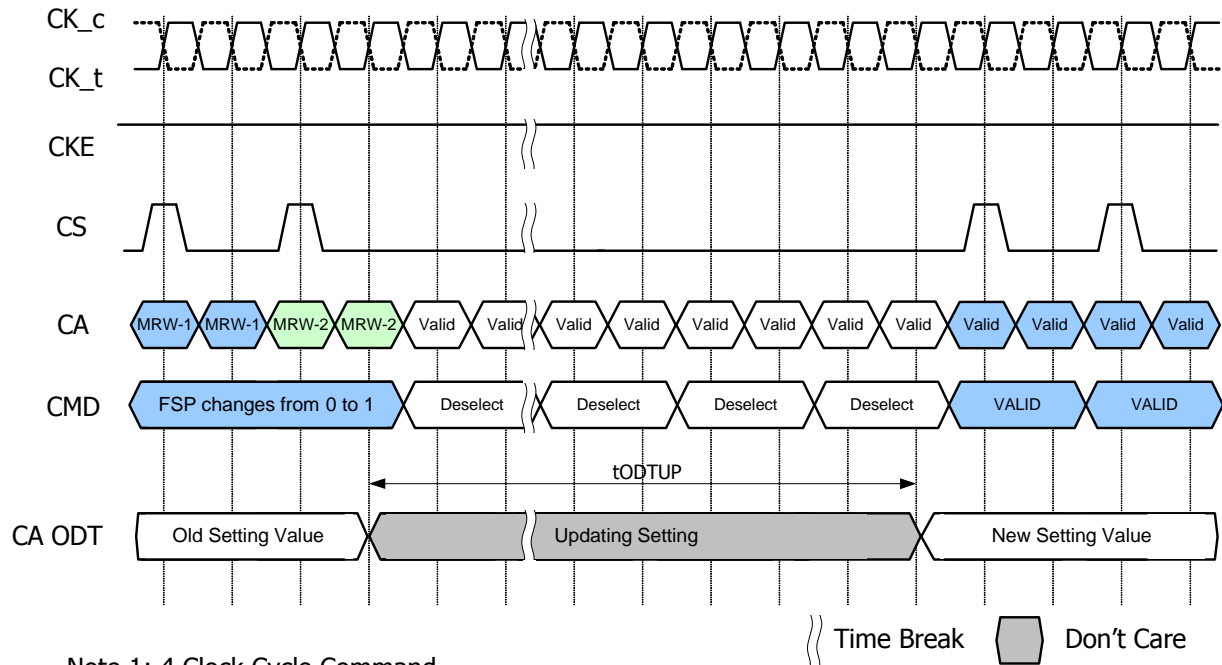 CK_c
CK_t
CKE
CS
CA MRW-1 MRW-1 MRW-2 MRW-2 Valid Valid Valid Valid Valid Valid Valid Valid Valid Valid Valid Valid
CMD FSP changes from 0 to 1 Deselect Deselect Deselect Deselect VALID VALID
tODTUP
CA ODT Old Setting Value Updating Setting New Setting Value
Time Break Don't Care
Note 1: 4 Clock Cycle Command